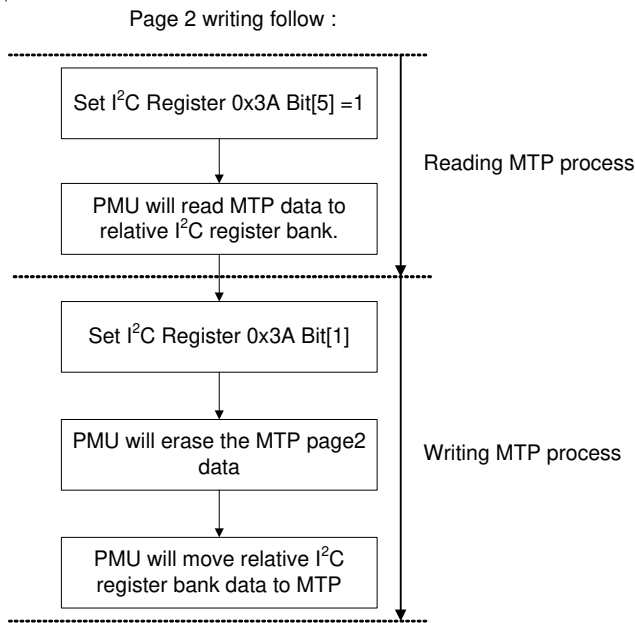 Page 2 writing follow :
Set I²C Register 0x3A Bit[5] =1
Reading MTP process
PMU will read MTP data to
relative I²C register bank.
Set I²C Register 0x3A Bit[1]
PMU will erase the MTP page2
data
Writing MTP process
PMU will move relative I²C
register bank data to MTP